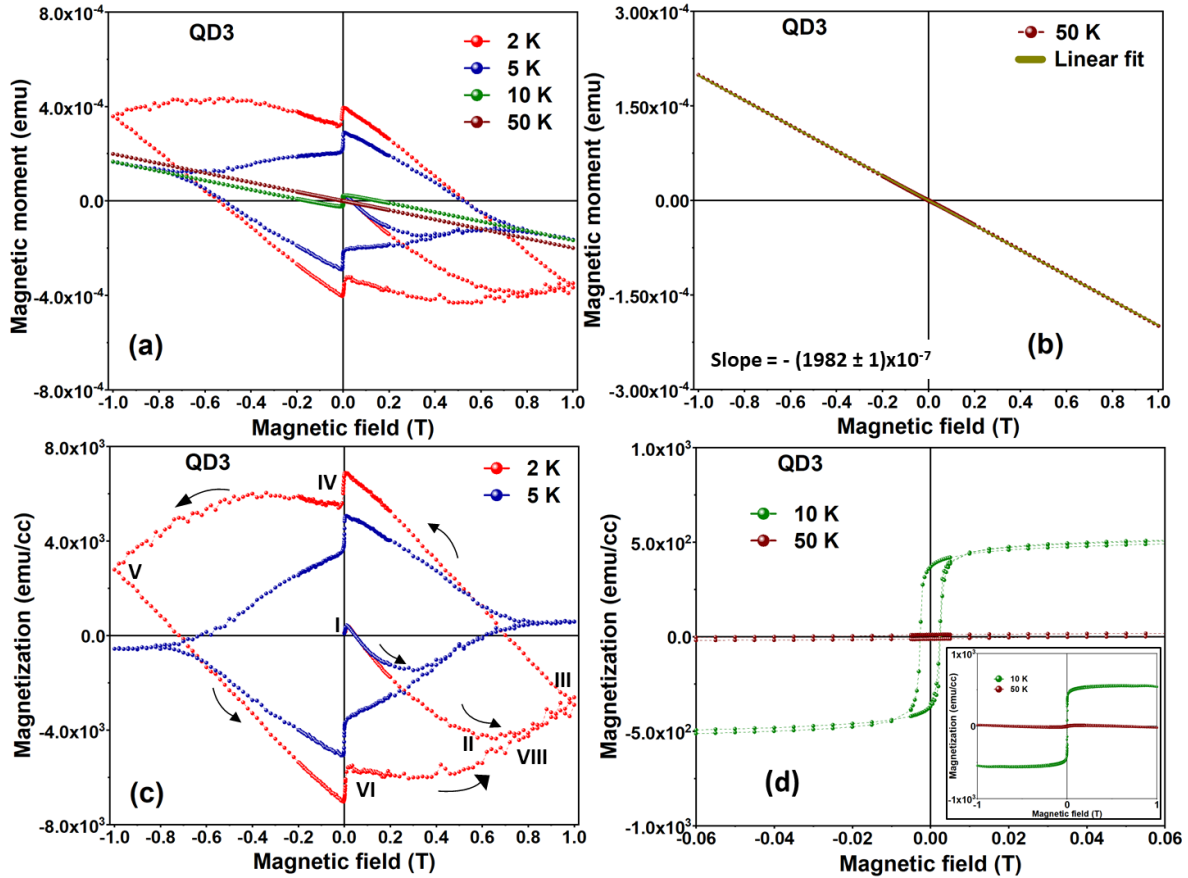 QD3
2 K
5 K
10 K
50 K
8.0x10⁻⁴
4.0x10⁻⁴
0.0
-4.0x10⁻⁴
-8.0x10⁻⁴
Magnetic moment (emu)
(a)
-1.0 -0.8 -0.6 -0.4 -0.2 0.0 0.2 0.4 0.6 0.8 1.0
Magnetic field (T)
QD3
50 K
Linear fit
3.00x10⁻⁴
1.50x10⁻⁴
0.00
-1.50x10⁻⁴
-3.00x10⁻⁴
Magnetic moment (emu)
Slope = - (1982 ± 1)x10⁻⁷
(b)
-1.0 -0.8 -0.6 -0.4 -0.2 0.0 0.2 0.4 0.6 0.8 1.0
Magnetic field (T)
QD3
2 K
5 K
8.0x10³
4.0x10³
0.0
-4.0x10³
-8.0x10³
Magnetization (emu/cc)
IV
V
I
III
II
VIII
VI
(c)
-1.0 -0.8 -0.6 -0.4 -0.2 0.0 0.2 0.4 0.6 0.8 1.0
Magnetic field (T)
QD3
10 K
50 K
1.0x10³
5.0x10²
0.0
-5.0x10²
-1.0x10³
Magnetization (emu/cc)
(d)
1x10³
0
-1x10³
Magnetization (emu/cc)
10 K
50 K
-1 0 1
Magnetic field (T)
-0.06 -0.04 -0.02 0.00 0.02 0.04 0.06
Magnetic field (T)